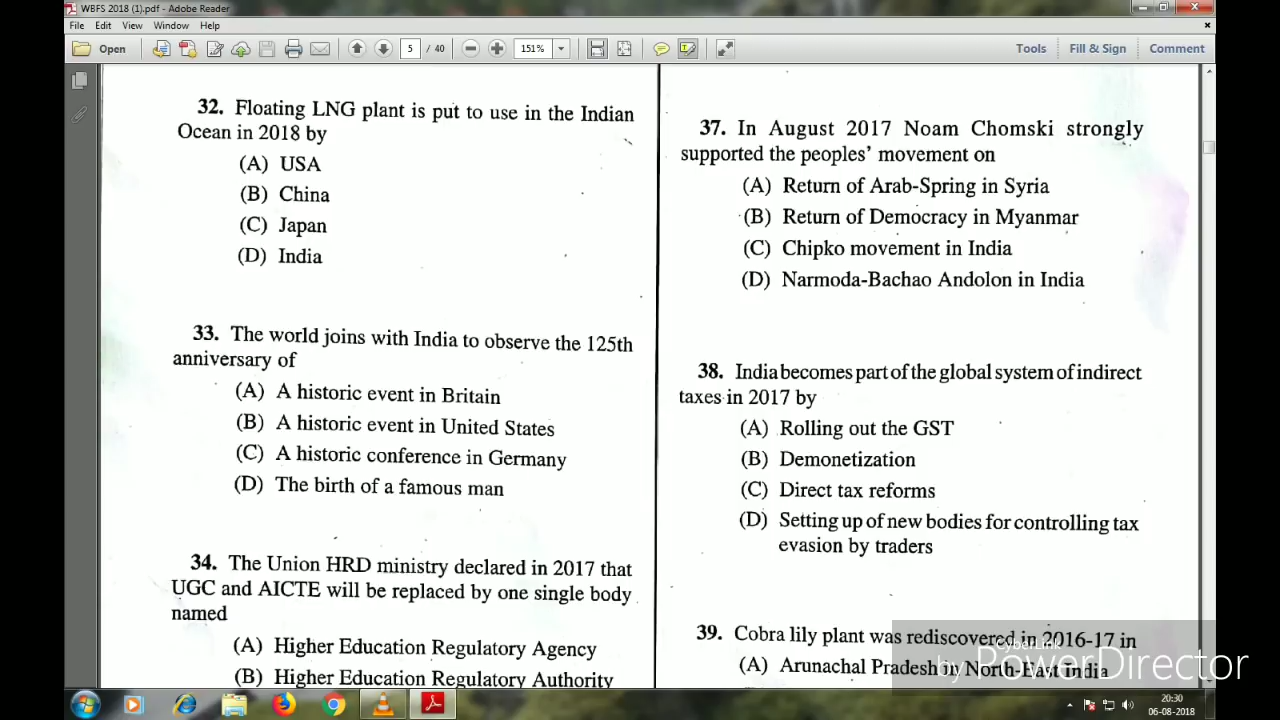 WBFS 2018 (1).pdf - Adobe Reader
File Edit View Window Help
Open 5 / 40 151% Tools Fill & Sign Comment
32. Floating LNG plant is put to use in the Indian
Ocean in 2018 by
(A) USA
(B) China
(C) Japan
(D) India
33. The world joins with India to observe the 125th
anniversary of
(A) A historic event in Britain
(B) A historic event in United States
(C) A historic conference in Germany
(D) The birth of a famous man
34. The Union HRD ministry declared in 2017 that
UGC and AICTE will be replaced by one single body
named
(A) Higher Education Regulatory Agency
(B) Higher Education Regulatory Authority
37. In August 2017 Noam Chomski strongly
supported the peoples' movement on
(A) Return of Arab-Spring in Syria
(B) Return of Democracy in Myanmar
(C) Chipko movement in India
(D) Narmoda-Bachao Andolon in India
38. India becomes part of the global system of indirect
taxes in 2017 by
(A) Rolling out the GST
(B) Demonetization
(C) Direct tax reforms
(D) Setting up of new bodies for controlling tax
evasion by traders
39. Cobra lily plant was rediscovered in 2016-17 in
(A) Arunachal Pradesh in North-East india
CyberLink
by PowerDirector
20:30
06-08-2018